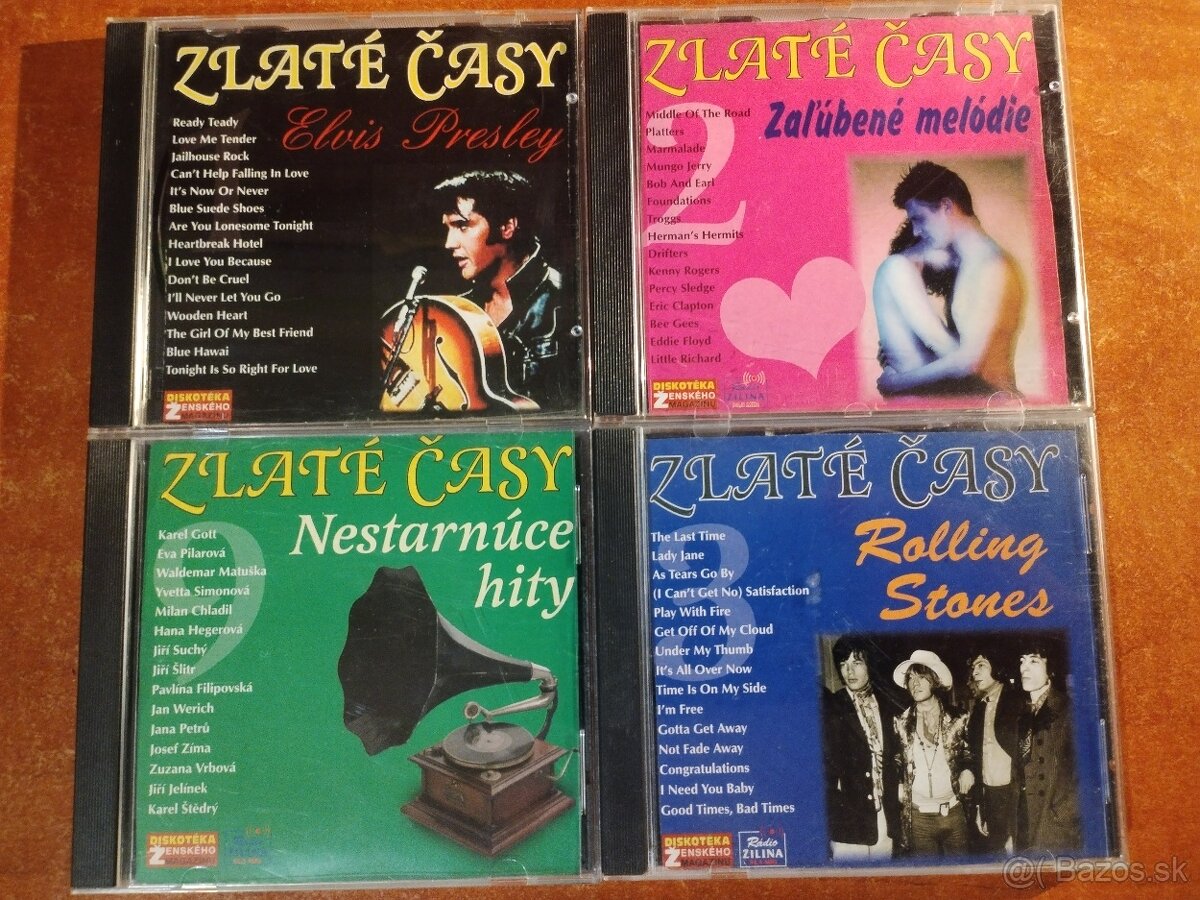 ZLATÉ ČASY
Elvis Presley
Ready Teady
Love Me Tender
Jailhouse Rock
Can't Help Falling In Love
It's Now Or Never
Blue Suede Shoes
Are You Lonesome Tonight
Heartbreak Hotel
I Love You Because
Don't Be Cruel
I'll Never Let You Go
Wooden Heart
The Girl Of My Best Friend
Blue Hawai
Tonight Is So Right For Love
DISKOTÉKA
ŽENSKÉHO
MAGAZÍNU
ZLATÉ ČASY
2
Zaľúbené melódie
Middle Of The Road
Platters
Marmalade
Mungo Jerry
Bob And Earl
Foundations
Troggs
Herman's Hermits
Drifters
Kenny Rogers
Percy Sledge
Eric Clapton
Bee Gees
Eddie Floyd
Little Richard
DISKOTÉKA
ŽENSKÉHO
MAGAZÍNU
ŽILINA
ZLATÉ ČASY
9
Nestarnúce
hity
Karel Gott
Eva Pilarová
Waldemar Matuška
Yvetta Simonová
Milan Chladil
Hana Hegerová
Jiří Suchý
Jiří Šlitr
Pavlína Filipovská
Jan Werich
Jana Petrů
Josef Zíma
Zuzana Vrbová
Jiří Jelínek
Karel Štědrý
DISKOTÉKA
ŽENSKÉHO
MAGAZÍNU
ZLATÉ ČASY
3
Rolling
Stones
The Last Time
Lady Jane
As Tears Go By
(I Can't Get No) Satisfaction
Play With Fire
Get Off Of My Cloud
Under My Thumb
It's All Over Now
Time Is On My Side
I'm Free
Gotta Get Away
Not Fade Away
Congratulations
I Need You Baby
Good Times, Bad Times
DISKOTÉKA
ŽENSKÉHO
MAGAZÍNU
Rádio
ŽILINA
@( Bazos.sk